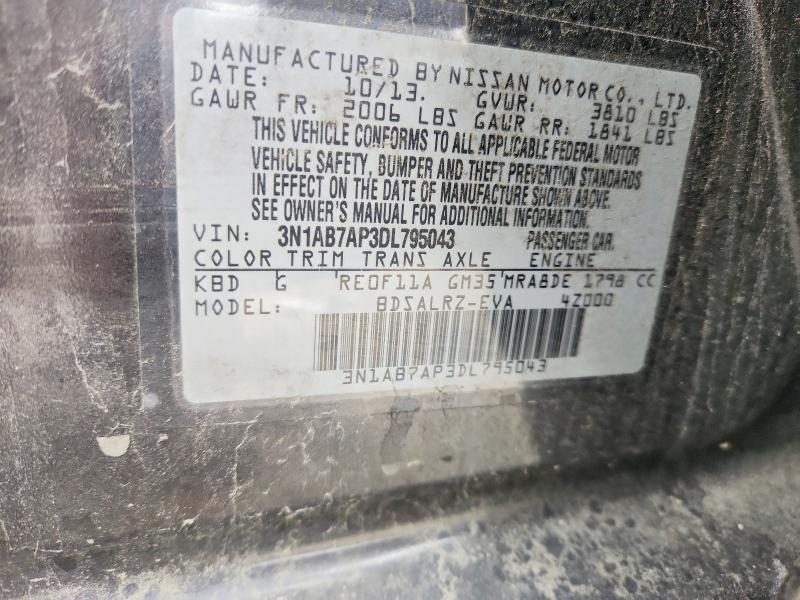 MANUFACTURED BY NISSAN MOTOR CO., LTD.
DATE: 10/13. GVWR: 3810 LBS
GAWR FR: 2006 LBS GAWR RR: 1841 LBS
THIS VEHICLE CONFORMS TO ALL APPLICABLE FEDERAL MOTOR
VEHICLE SAFETY, BUMPER AND THEFT PREVENTION STANDARDS
IN EFFECT ON THE DATE OF MANUFACTURE SHOWN ABOVE.
SEE OWNER'S MANUAL FOR ADDITIONAL INFORMATION.
VIN: 3N1AB7AP3DL795043 PASSENGER CAR.
COLOR TRIM TRANS AXLE ENGINE
KBD G RE0F11A GM35 MRA8DE 1798 CC
MODEL: BDSALRZ-EVA 4Z000
3N1AB7AP3DL795043